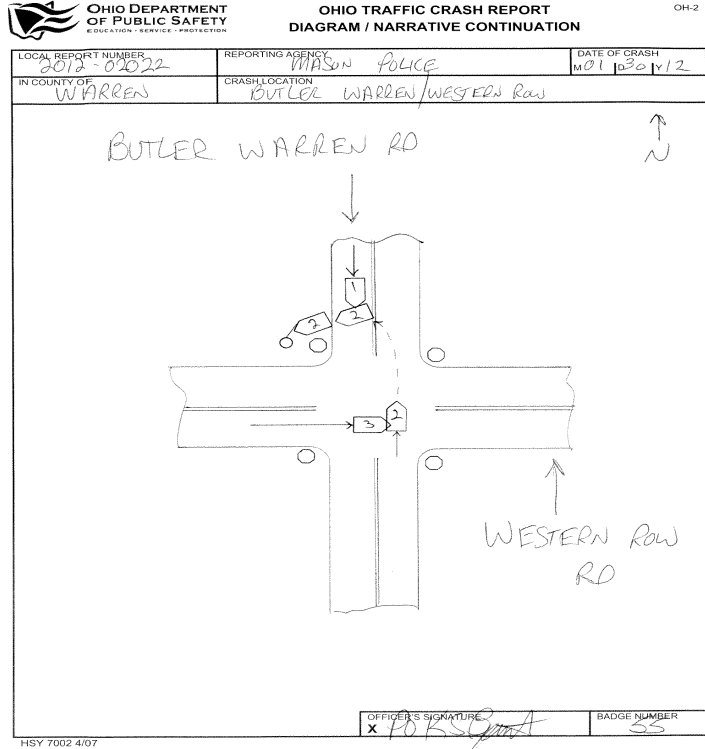 OHIO DEPARTMENT
OF PUBLIC SAFETY
EDUCATION • SERVICE • PROTECTION
OHIO TRAFFIC CRASH REPORT
DIAGRAM / NARRATIVE CONTINUATION
OH-2
LOCAL REPORT NUMBER
2012-02022
REPORTING AGENCY
MASON POLICE
DATE OF CRASH
M 01 D 30 Y 12
IN COUNTY OF
WARREN
CRASH LOCATION
BUTLER WARREN/WESTERN ROW
BUTLER WARREN RD
N
1
2
2
2
3
WESTERN ROW
RD
OFFICER'S SIGNATURE
X PO
BADGE NUMBER
55
HSY 7002 4/07